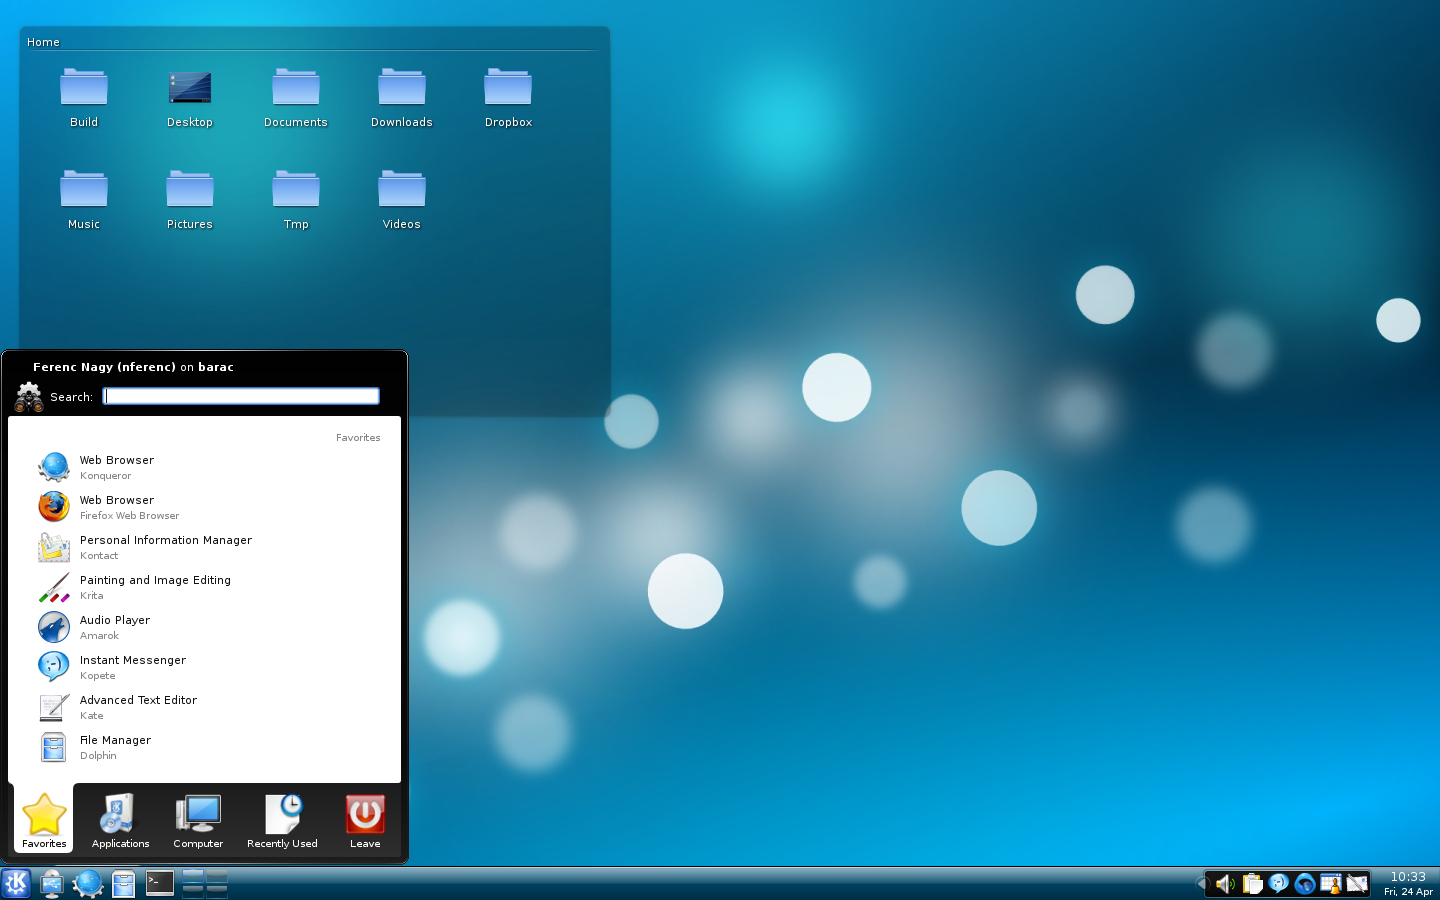 Home
Build
Desktop
Documents
Downloads
Dropbox
Music
Pictures
Tmp
Videos
Ferenc Nagy (nferenc) on barac
Search:
Favorites
Web Browser
Konqueror
Web Browser
Firefox Web Browser
Personal Information Manager
Kontact
Painting and Image Editing
Krita
Audio Player
Amarok
Instant Messenger
Kopete
Advanced Text Editor
Kate
File Manager
Dolphin
Favorites
Applications
Computer
Recently Used
Leave
10:33
Fri, 24 Apr